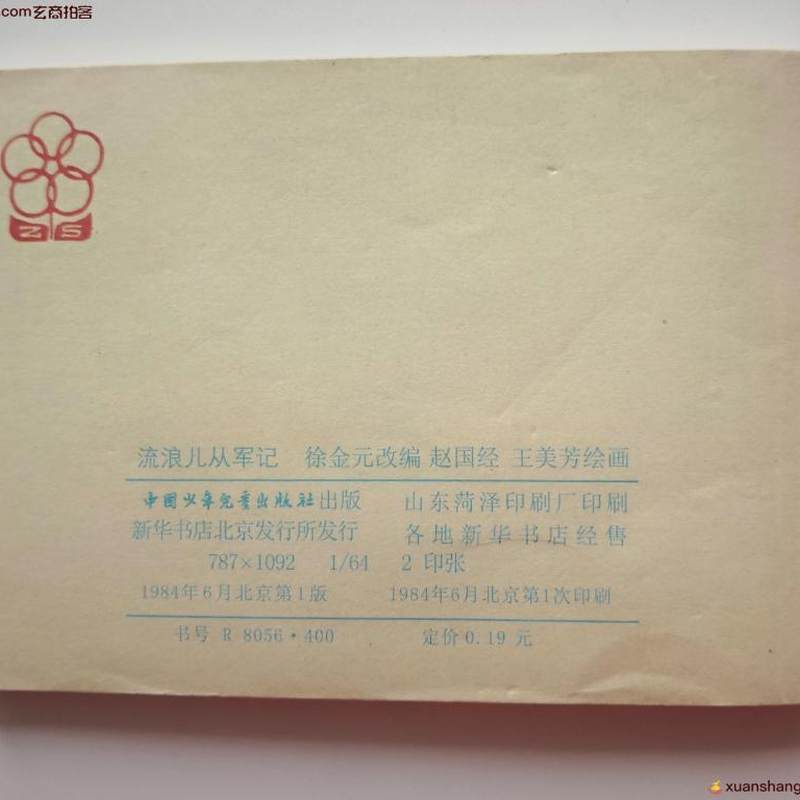 com玄商拍客
ZS
流浪儿从军记 徐金元改编 赵国经 王美芳绘画
中国少年儿童出版社出版 山东菏泽印刷厂印刷
新华书店北京发行所发行 各地新华书店经售
787×1092 1/64 2 印张
1984年6月北京第1版 1984年6月北京第1次印刷
书号 R 8056·400 定价0.19 元
xuanshang